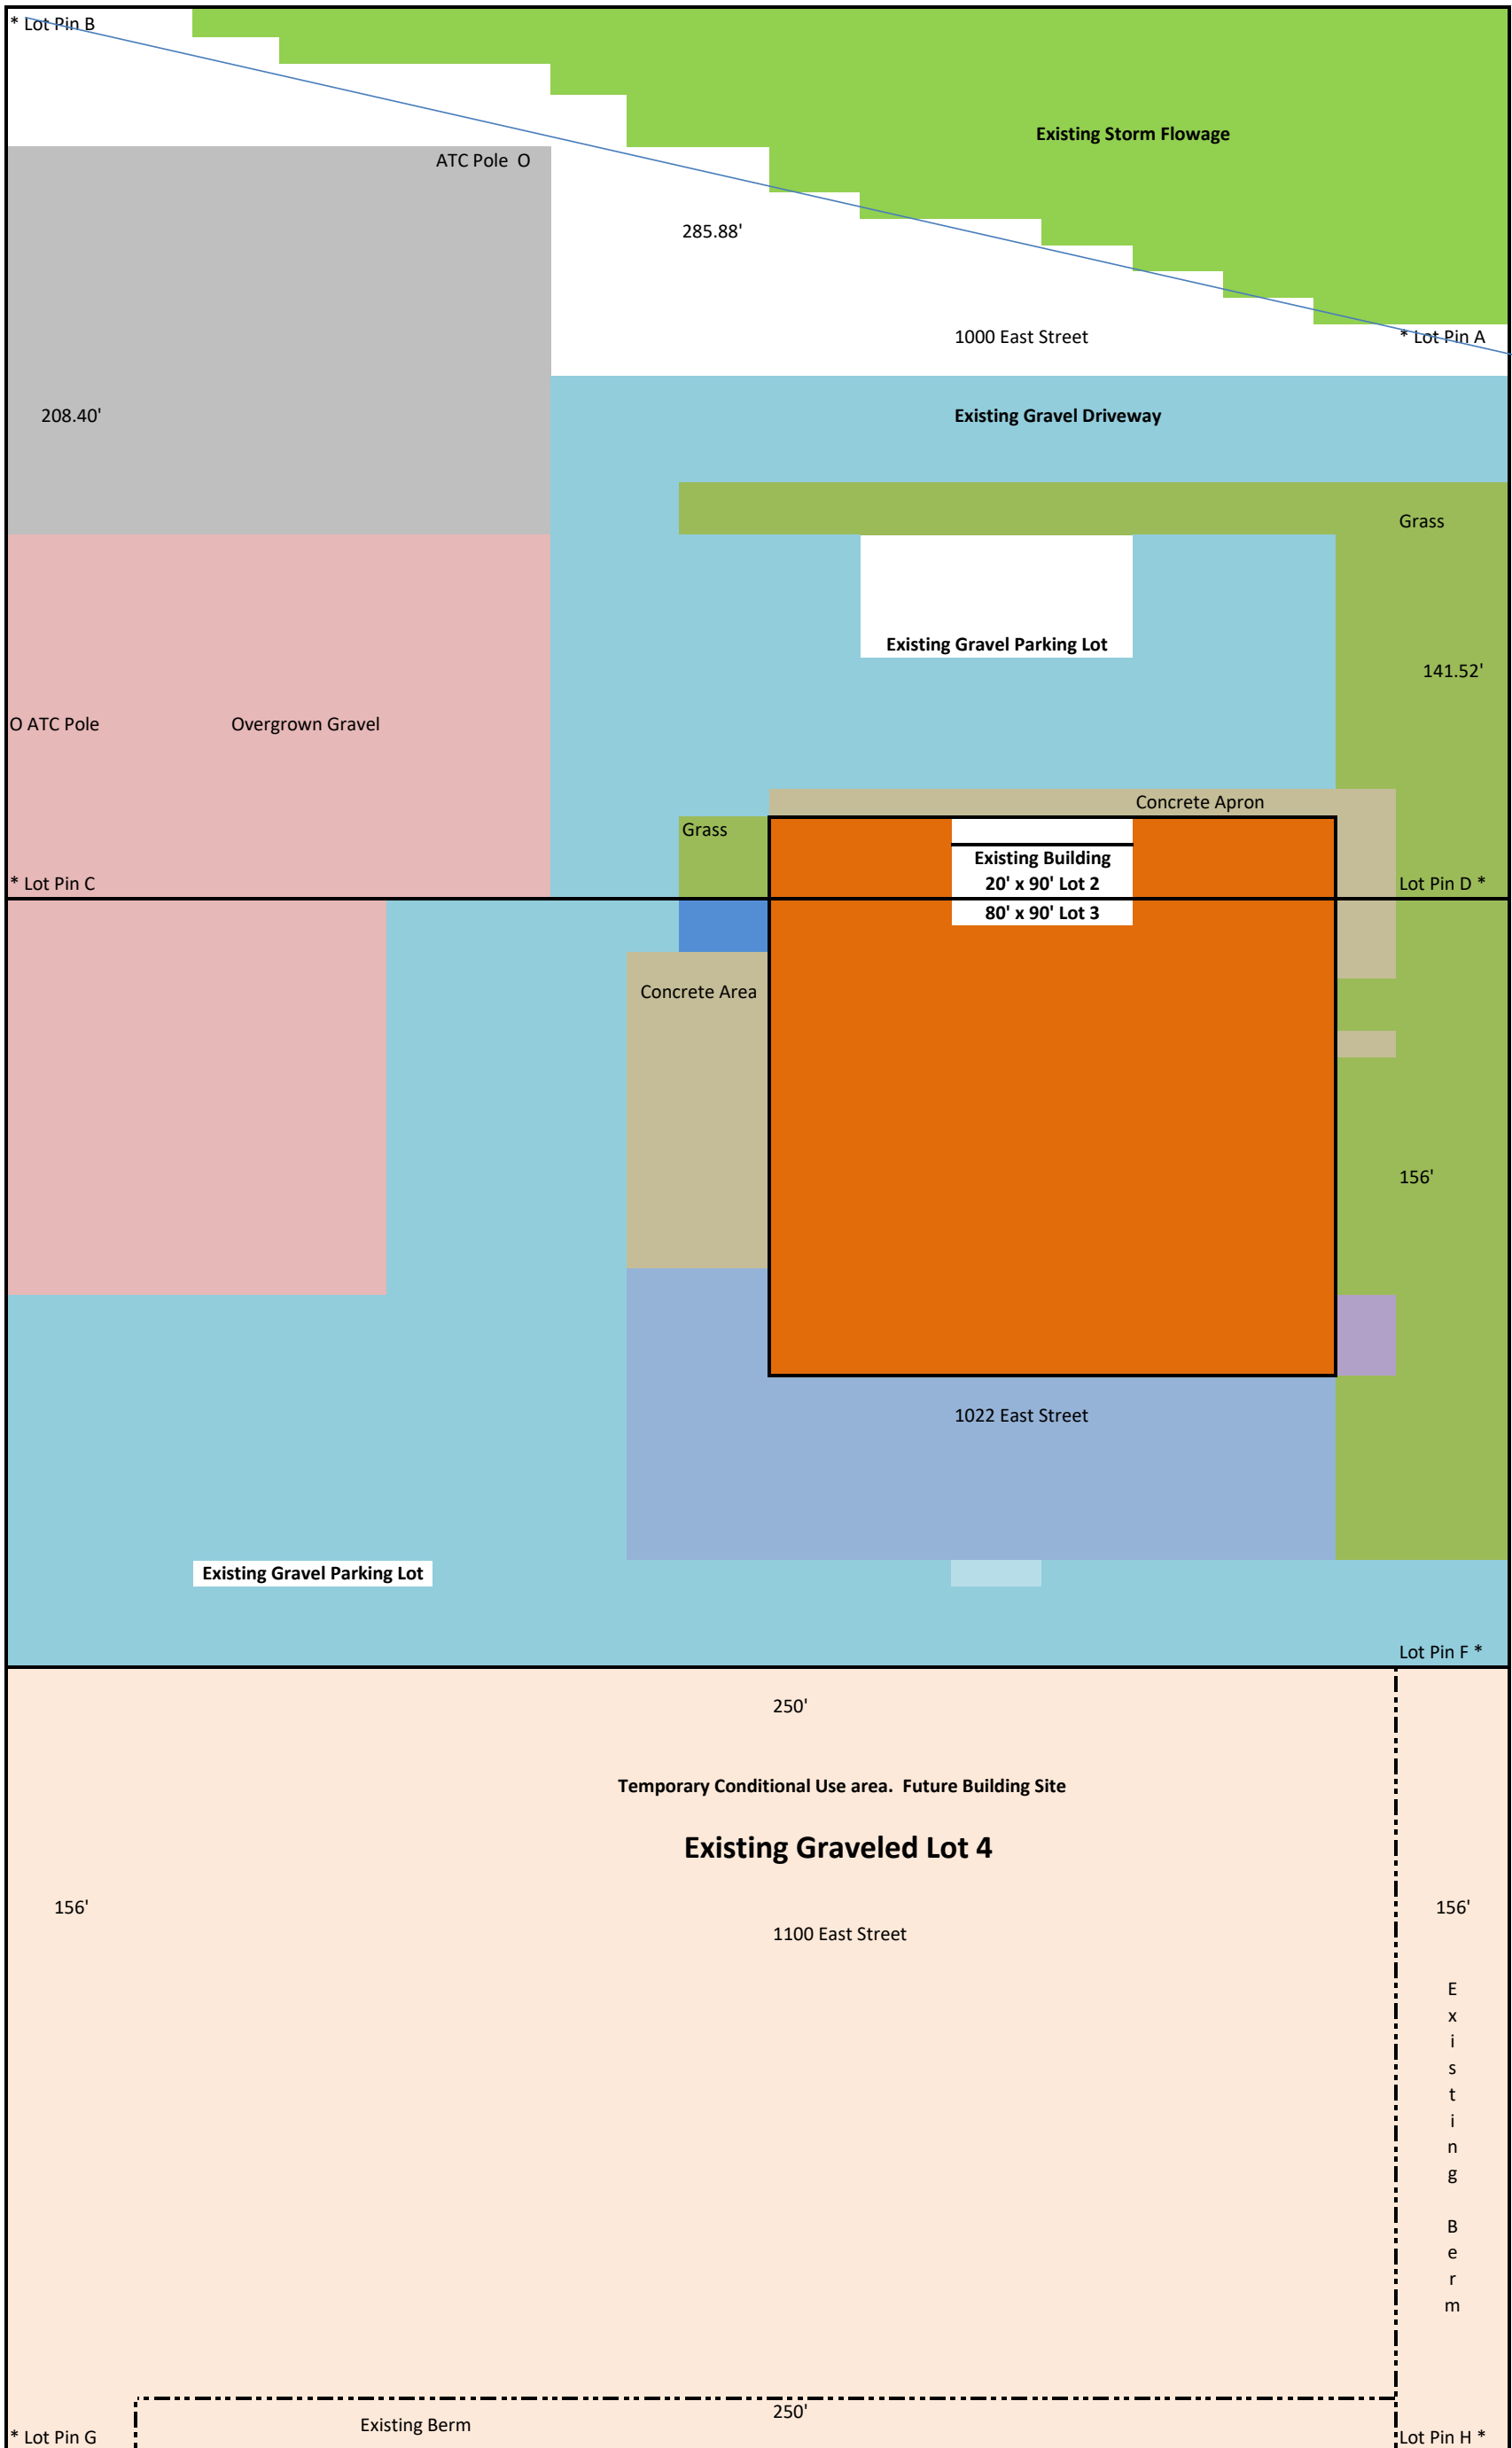 * Lot Pin B
Existing Storm Flowage
ATC Pole  O
285.88'
1000 East Street
* Lot Pin A
208.40'
Existing Gravel Driveway
Grass
Existing Gravel Parking Lot
141.52'
O ATC Pole
Overgrown Gravel
Concrete Apron
Grass
Existing Building
20' x 90' Lot 2
* Lot Pin C
Lot Pin D *
80' x 90' Lot 3
Concrete Area
156'
1022 East Street
Existing Gravel Parking Lot
Lot Pin F *
250'
Temporary Conditional Use area.  Future Building Site
Existing Graveled Lot 4
156'
156'
1100 East Street
E
x
i
s
t
i
n
g
B
e
r
m
250'
Existing Berm
* Lot Pin G
Lot Pin H *